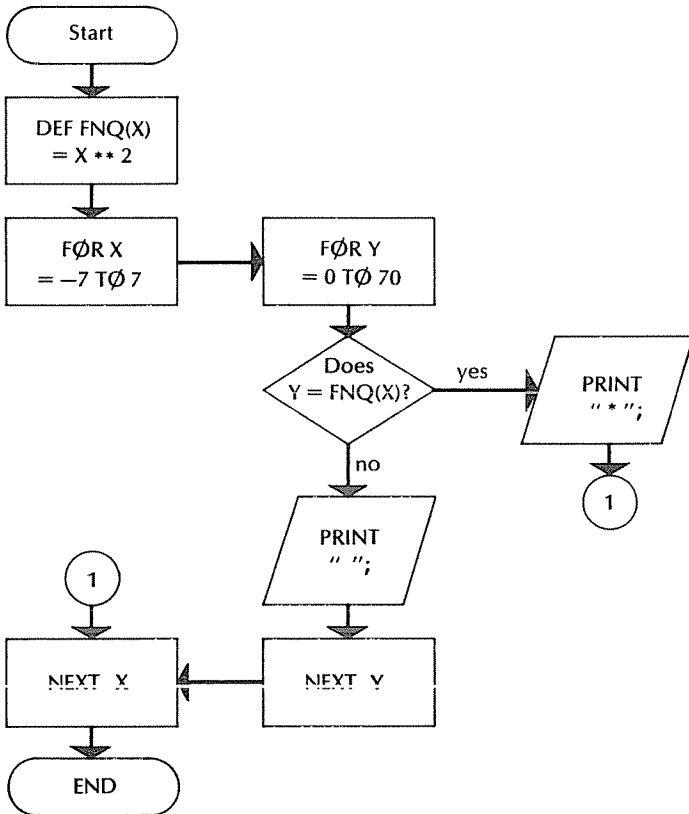 Start
DEF FNQ(X)
= X ** 2
FØR X
= −7 TØ 7
FØR Y
= 0 TØ 70
Does
Y = FNQ(X)?
yes
PRINT
" * ";
1
no
PRINT
" ";
1
NEXT X
NEXT Y
END